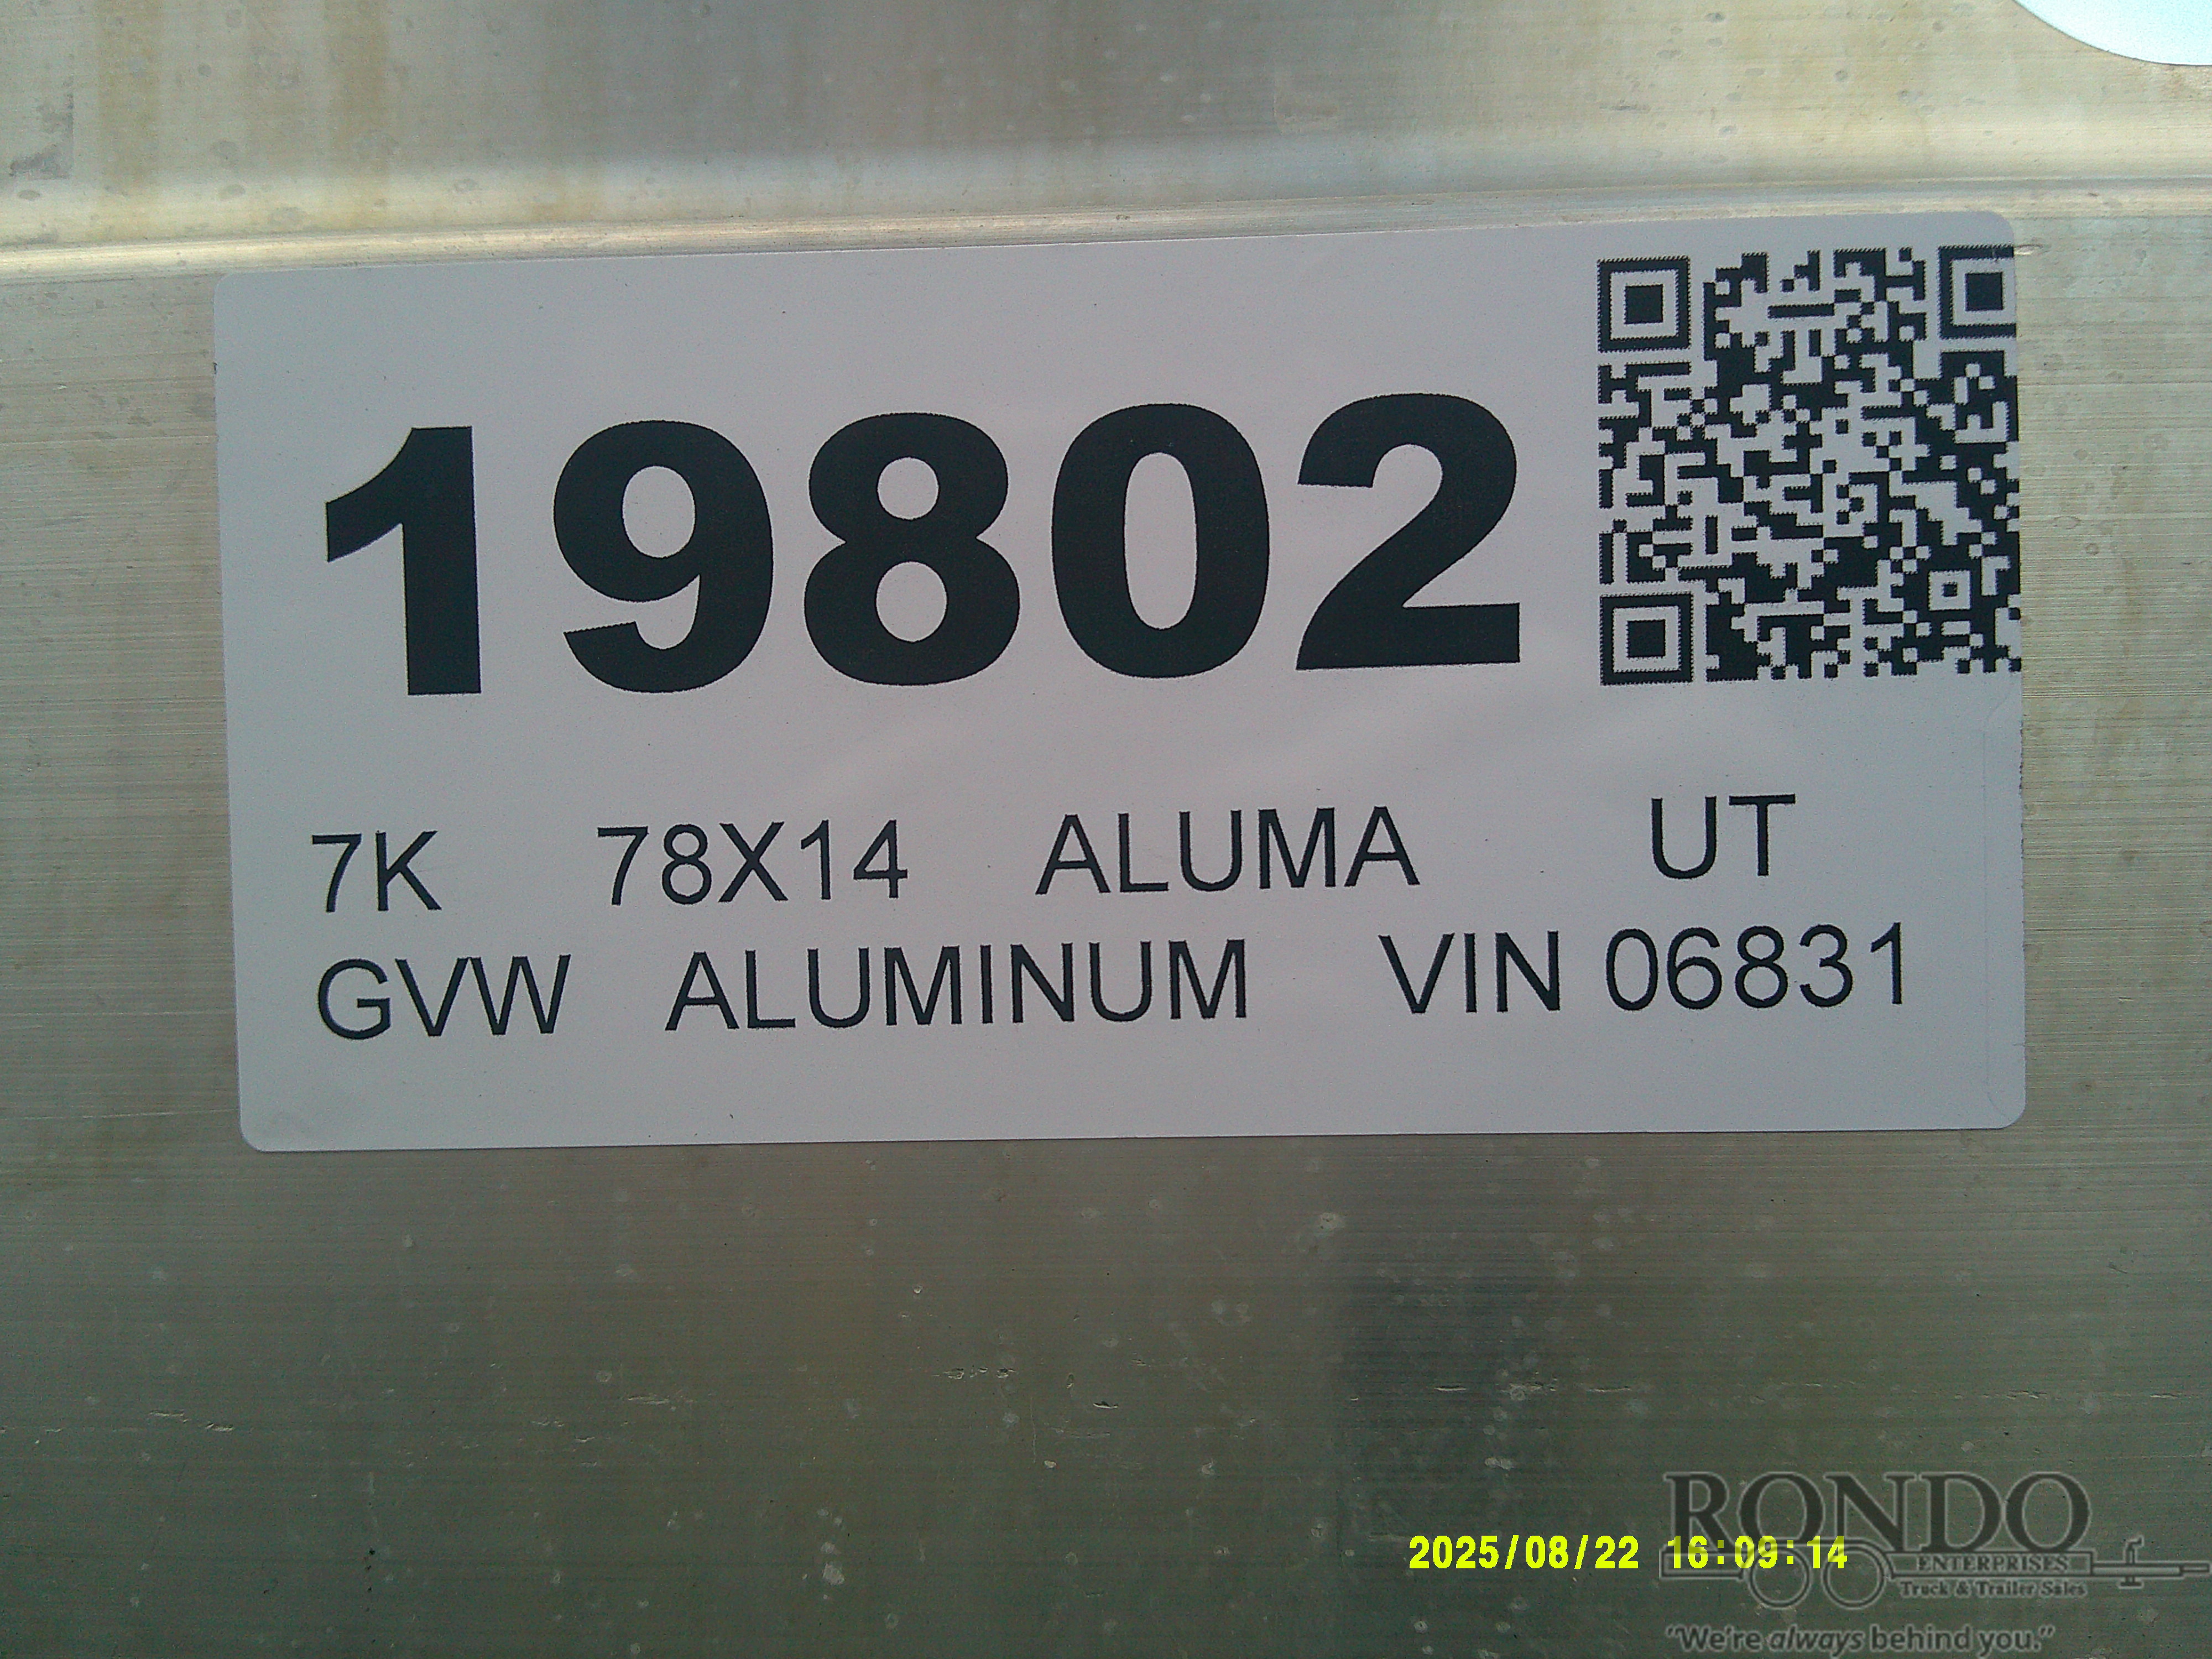 19802
7K 78X14 ALUMA UT
GVW ALUMINUM VIN 06831
2025/08/22 16:09:14
RONDO
ENTERPRISES
Truck & Trailer Sales
"We're always behind you."